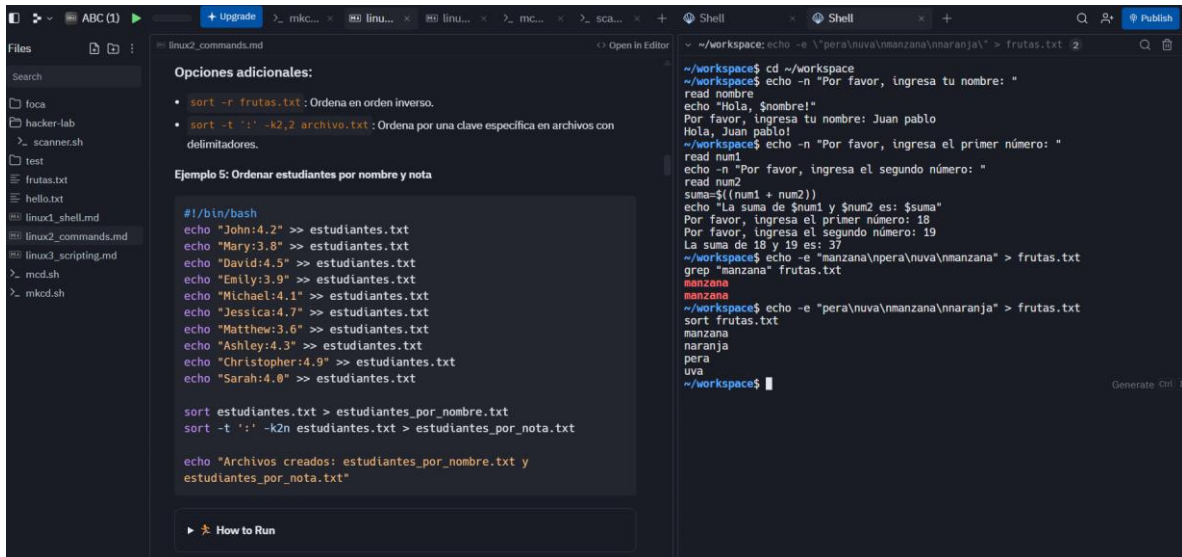 ABC (1)
Upgrade
mkc...
linu...
linu...
mc...
sca...
Shell
Shell
Publish
Files
Search
foca
hacker-lab
scanner.sh
test
frutas.txt
hello.txt
linux1_shell.md
linux2_commands.md
linux3_scripting.md
mcd.sh
mkcd.sh
linux2_commands.md
Open in Editor
Opciones adicionales:
• sort -r frutas.txt : Ordena en orden inverso.
• sort -t ':' -k2,2 archivo.txt : Ordena por una clave específica en archivos con
delimitadores.
Ejemplo 5: Ordenar estudiantes por nombre y nota
#!/bin/bash
echo "John:4.2" >> estudiantes.txt
echo "Mary:3.8" >> estudiantes.txt
echo "David:4.5" >> estudiantes.txt
echo "Emily:3.9" >> estudiantes.txt
echo "Michael:4.1" >> estudiantes.txt
echo "Jessica:4.7" >> estudiantes.txt
echo "Matthew:3.6" >> estudiantes.txt
echo "Ashley:4.3" >> estudiantes.txt
echo "Christopher:4.9" >> estudiantes.txt
echo "Sarah:4.0" >> estudiantes.txt
sort estudiantes.txt > estudiantes_por_nombre.txt
sort -t ':' -k2n estudiantes.txt > estudiantes_por_nota.txt
echo "Archivos creados: estudiantes_por_nombre.txt y
estudiantes_por_nota.txt"
How to Run
~/workspace: echo -e \"pera\nuva\nmanzana\nnaranja\" > frutas.txt 2
~/workspace$ cd ~/workspace
~/workspace$ echo -n "Por favor, ingresa tu nombre: "
read nombre
echo "Hola, $nombre!"
Por favor, ingresa tu nombre: Juan pablo
Hola, Juan pablo!
~/workspace$ echo -n "Por favor, ingresa el primer número: "
read num1
echo -n "Por favor, ingresa el segundo número: "
read num2
suma=$((num1 + num2))
echo "La suma de $num1 y $num2 es: $suma"
Por favor, ingresa el primer número: 18
Por favor, ingresa el segundo número: 19
La suma de 18 y 19 es: 37
~/workspace$ echo -e "manzana\npera\nuva\nmanzana" > frutas.txt
grep "manzana" frutas.txt
manzana
manzana
~/workspace$ echo -e "pera\nuva\nmanzana\nnaranja" > frutas.txt
sort frutas.txt
manzana
naranja
pera
uva
~/workspace$
Generate Ctrl